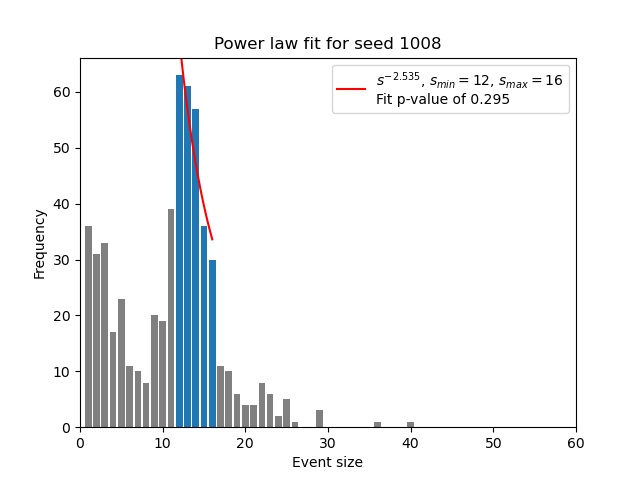 Power law fit for seed 1008
s^{-2.535}, s_{min} = 12, s_{max} = 16
Fit p-value of 0.295
60
50
40
30
20
10
0
Frequency
0 10 20 30 40 50 60
Event size